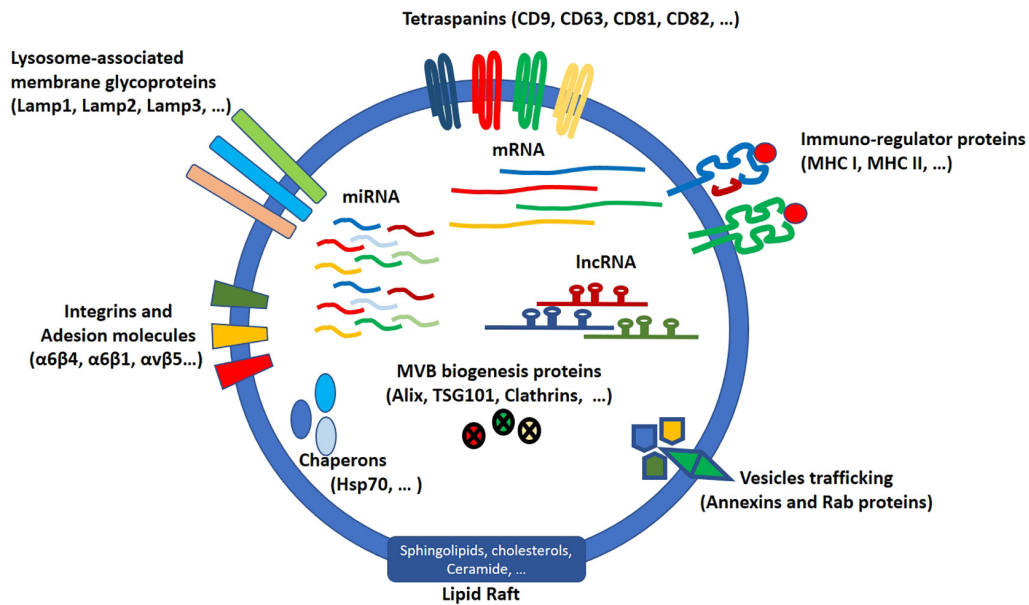 Tetraspanins (CD9, CD63, CD81, CD82, ...)
Lysosome-associated
membrane glycoproteins
(Lamp1, Lamp2, Lamp3, ...)
Immuno-regulator proteins
(MHC I, MHC II, ...)
mRNA
miRNA
lncRNA
Integrins and
Adesion molecules
(α6β4, α6β1, αvβ5...)
MVB biogenesis proteins
(Alix, TSG101, Clathrins, ...)
Chaperons
(Hsp70, ... )
Vesicles trafficking
(Annexins and Rab proteins)
Sphingolipids, cholesterols,
Ceramide, ...
Lipid Raft